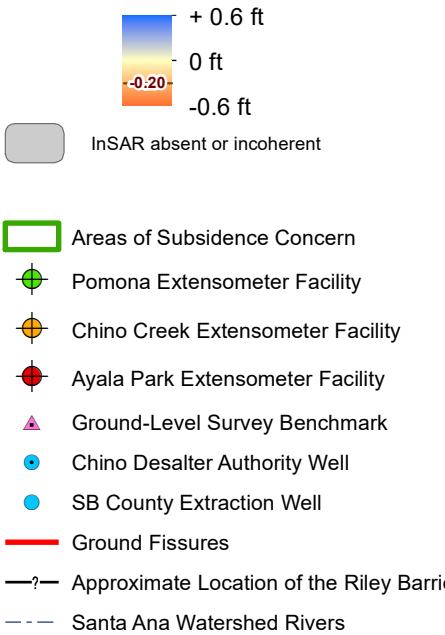 + 0.6 ft
0 ft
-0.20
-0.6 ft
InSAR absent or incoherent
Areas of Subsidence Concern
Pomona Extensometer Facility
Chino Creek Extensometer Facility
Ayala Park Extensometer Facility
Ground-Level Survey Benchmark
Chino Desalter Authority Well
SB County Extraction Well
Ground Fissures
?
Approximate Location of the Riley Barrie
Santa Ana Watershed Rivers